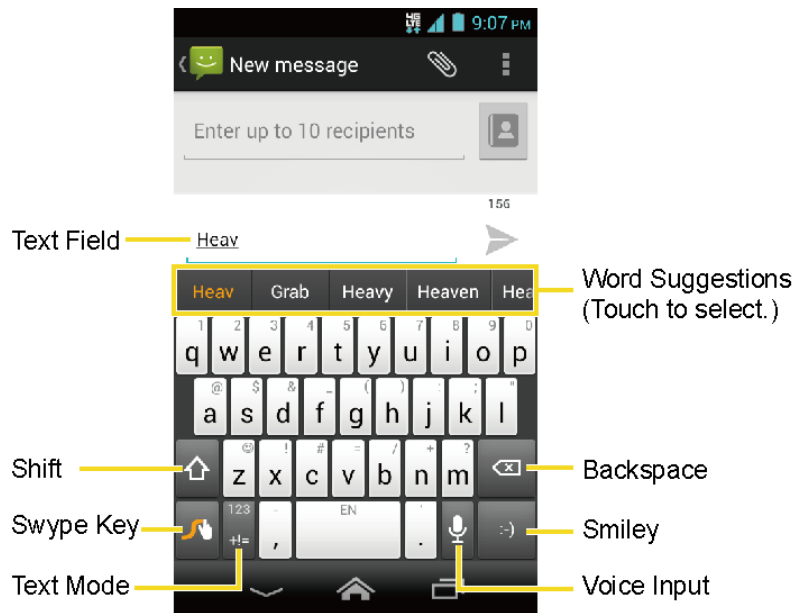 4G LTE 9:07 PM
New message
Enter up to 10 recipients
156
Text Field
Heav
Heav Grab Heavy Heaven Hea
Word Suggestions
(Touch to select.)
1 2 3 4 5 6 7 8 9 0
q w e r t y u i o p
@ $ & _ ( ) : ; "
a s d f g h j k l
! # = / + ?
Shift
z x c v b n m
Backspace
Swype Key
123 - EN '
+!= , . :-)
Smiley
Text Mode
Voice Input